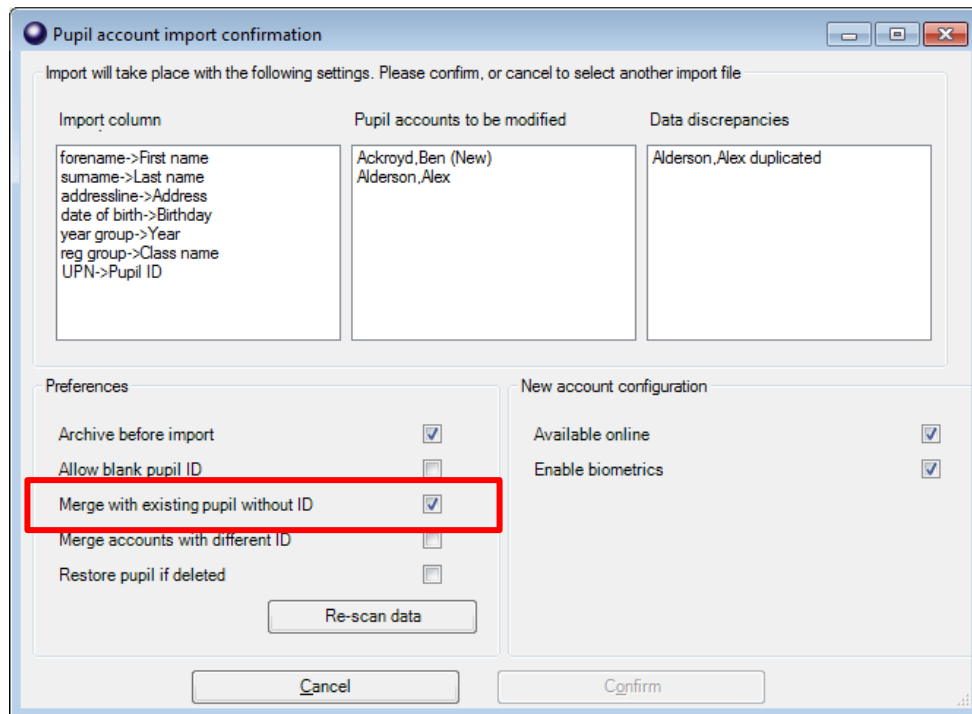 Pupil account import confirmation
Import will take place with the following settings. Please confirm, or cancel to select another import file
Import column
Pupil accounts to be modified
Data discrepancies
forename->First name
surname->Last name
addressline->Address
date of birth->Birthday
year group->Year
reg group->Class name
UPN->Pupil ID
Ackroyd,Ben (New)
Alderson,Alex
Alderson,Alex duplicated
Preferences
Archive before import
Allow blank pupil ID
Merge with existing pupil without ID
Merge accounts with different ID
Restore pupil if deleted
Re-scan data
New account configuration
Available online
Enable biometrics
Cancel
Confirm